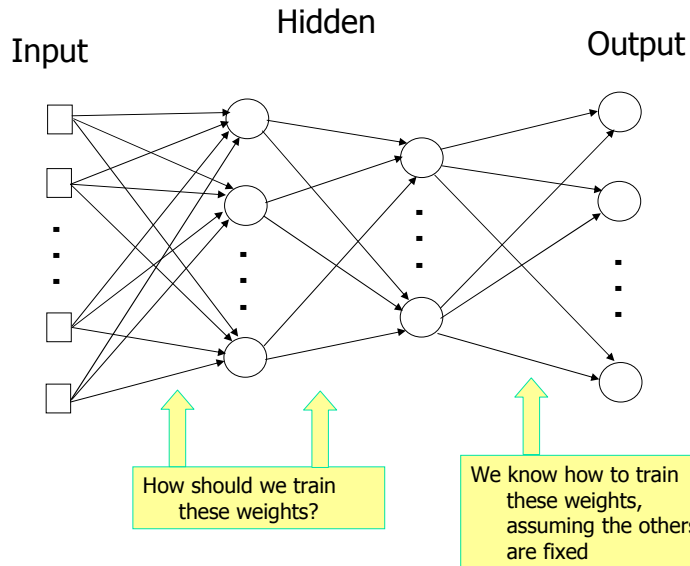 Hidden
Input
Output
How should we train
these weights?
We know how to train
these weights,
assuming the others
are fixed